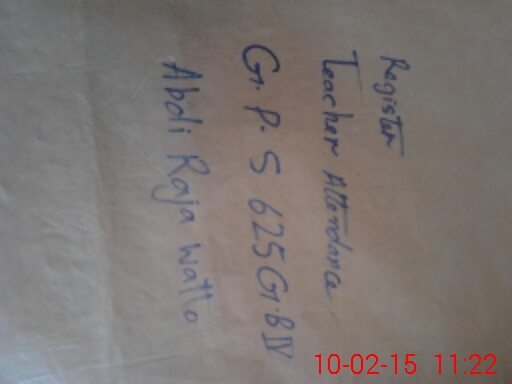 Register
Teacher Attendance
G.P.S 625 G.B IV
Abdi Raja Watto
10-02-15 11:22